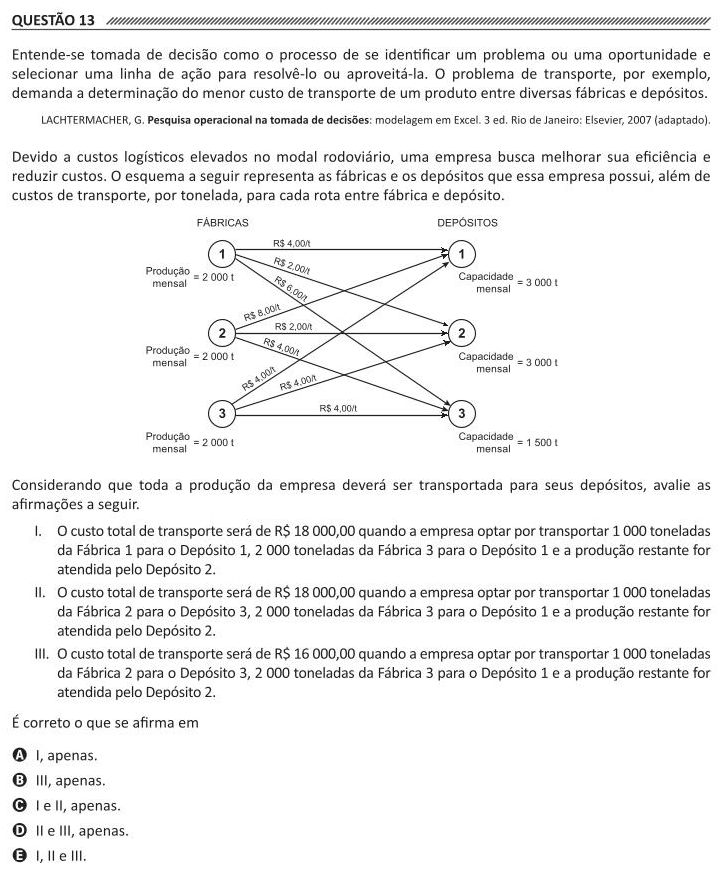 QUESTÃO 13
Entende-se tomada de decisão como o processo de se identificar um problema ou uma oportunidade e
selecionar uma linha de ação para resolvê-lo ou aproveitá-la. O problema de transporte, por exemplo,
demanda a determinação do menor custo de transporte de um produto entre diversas fábricas e depósitos.
LACHTERMACHER, G. Pesquisa operacional na tomada de decisões: modelagem em Excel. 3 ed. Rio de Janeiro: Elsevier, 2007 (adaptado).
Devido a custos logísticos elevados no modal rodoviário, uma empresa busca melhorar sua eficiência e
reduzir custos. O esquema a seguir representa as fábricas e os depósitos que essa empresa possui, além de
custos de transporte, por tonelada, para cada rota entre fábrica e depósito.
FÁBRICAS
DEPÓSITOS
1
R$ 4,00/t
R$ 2,00/t
R$ 6,00/t
1
Produção mensal = 2 000 t
Capacidade mensal = 3 000 t
2
R$ 8,00/t
R$ 2,00/t
R$ 4,00/t
2
Produção mensal = 2 000 t
Capacidade mensal = 3 000 t
3
R$ 4,00/t
R$ 4,00/t
R$ 4,00/t
3
Produção mensal = 2 000 t
Capacidade mensal = 1 500 t
Considerando que toda a produção da empresa deverá ser transportada para seus depósitos, avalie as
afirmações a seguir.
I. O custo total de transporte será de R$ 18 000,00 quando a empresa optar por transportar 1 000 toneladas
da Fábrica 1 para o Depósito 1, 2 000 toneladas da Fábrica 3 para o Depósito 1 e a produção restante for
atendida pelo Depósito 2.
II. O custo total de transporte será de R$ 18 000,00 quando a empresa optar por transportar 1 000 toneladas
da Fábrica 2 para o Depósito 3, 2 000 toneladas da Fábrica 3 para o Depósito 1 e a produção restante for
atendida pelo Depósito 2.
III. O custo total de transporte será de R$ 16 000,00 quando a empresa optar por transportar 1 000 toneladas
da Fábrica 2 para o Depósito 3, 2 000 toneladas da Fábrica 3 para o Depósito 1 e a produção restante for
atendida pelo Depósito 2.
É correto o que se afirma em
A I, apenas.
B III, apenas.
C I e II, apenas.
D II e III, apenas.
E I, II e III.